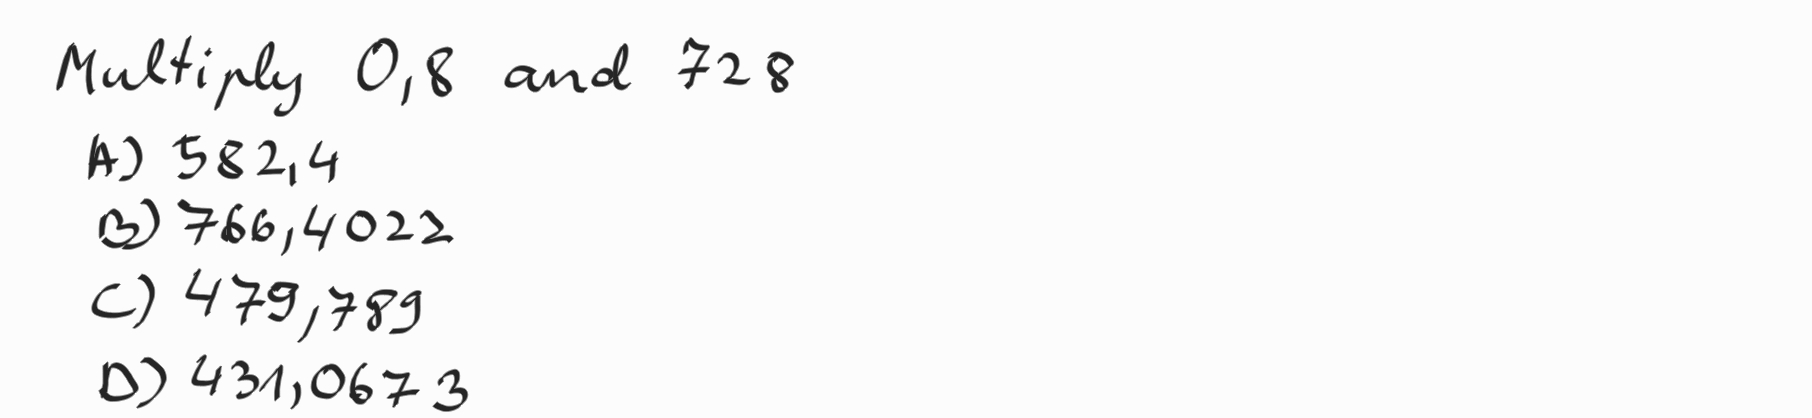 Multiply 0,8 and 728
A) 582,4
B) 766,4022
C) 479,789
D) 431,0673